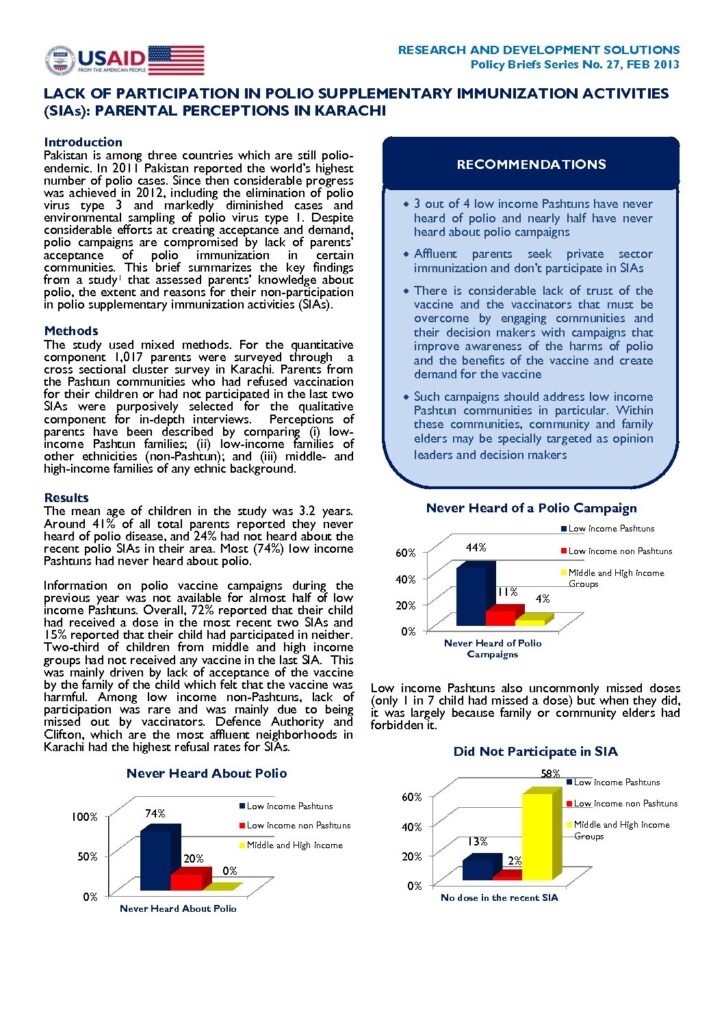 USAID
FROM THE AMERICAN PEOPLE
RESEARCH AND DEVELOPMENT SOLUTIONS
Policy Briefs Series No. 27, FEB 2013
LACK OF PARTICIPATION IN POLIO SUPPLEMENTARY IMMUNIZATION ACTIVITIES
(SIAs): PARENTAL PERCEPTIONS IN KARACHI
Introduction
Pakistan is among three countries which are still polio-
endemic. In 2011 Pakistan reported the world's highest
number of polio cases. Since then considerable progress
was achieved in 2012, including the elimination of polio
virus type 3 and markedly diminished cases and
environmental sampling of polio virus type 1. Despite
considerable efforts at creating acceptance and demand,
polio campaigns are compromised by lack of parents'
acceptance of polio immunization in certain
communities. This brief summarizes the key findings
from a study¹ that assessed parents' knowledge about
polio, the extent and reasons for their non-participation
in polio supplementary immunization activities (SIAs).
Methods
The study used mixed methods. For the quantitative
component 1,017 parents were surveyed through a
cross sectional cluster survey in Karachi. Parents from
the Pashtun communities who had refused vaccination
for their children or had not participated in the last two
SIAs were purposively selected for the qualitative
component for in-depth interviews. Perceptions of
parents have been described by comparing (i) low-
income Pashtun families; (ii) low-income families of
other ethnicities (non-Pashtun); and (iii) middle- and
high-income families of any ethnic background.
Results
The mean age of children in the study was 3.2 years.
Around 41% of all total parents reported they never
heard of polio disease, and 24% had not heard about the
recent polio SIAs in their area. Most (74%) low income
Pashtuns had never heard about polio.
Information on polio vaccine campaigns during the
previous year was not available for almost half of low
income Pashtuns. Overall, 72% reported that their child
had received a dose in the most recent two SIAs and
15% reported that their child had participated in neither.
Two-third of children from middle and high income
groups had not received any vaccine in the last SIA. This
was mainly driven by lack of acceptance of the vaccine
by the family of the child which felt that the vaccine was
harmful. Among low income non-Pashtuns, lack of
participation was rare and was mainly due to being
missed out by vaccinators. Defence Authority and
Clifton, which are the most affluent neighborhoods in
Karachi had the highest refusal rates for SIAs.
Never Heard About Polio
100%
50%
0%
74%
20%
0%
Low income Pashtuns
Low income non Pashtuns
Middle and High income
Never Heard About Polio
RECOMMENDATIONS
• 3 out of 4 low income Pashtuns have never
heard of polio and nearly half have never
heard about polio campaigns
• Affluent parents seek private sector
immunization and don't participate in SIAs
• There is considerable lack of trust of the
vaccine and the vaccinators that must be
overcome by engaging communities and
their decision makers with campaigns that
improve awareness of the harms of polio
and the benefits of the vaccine and create
demand for the vaccine
• Such campaigns should address low income
Pashtun communities in particular. Within
these communities, community and family
elders may be specially targeted as opinion
leaders and decision makers
Never Heard of a Polio Campaign
60%
40%
20%
0%
44%
11%
4%
Low income Pashtuns
Low income non Pashtuns
Middle and High income
Groups
Never Heard of Polio
Campaigns
Low income Pashtuns also uncommonly missed doses
(only 1 in 7 child had missed a dose) but when they did,
it was largely because family or community elders had
forbidden it.
Did Not Participate in SIA
60%
40%
20%
0%
13%
2%
58%
Low income Pashtuns
Low income non Pashtuns
Middle and High income
Groups
No dose in the recent SIA